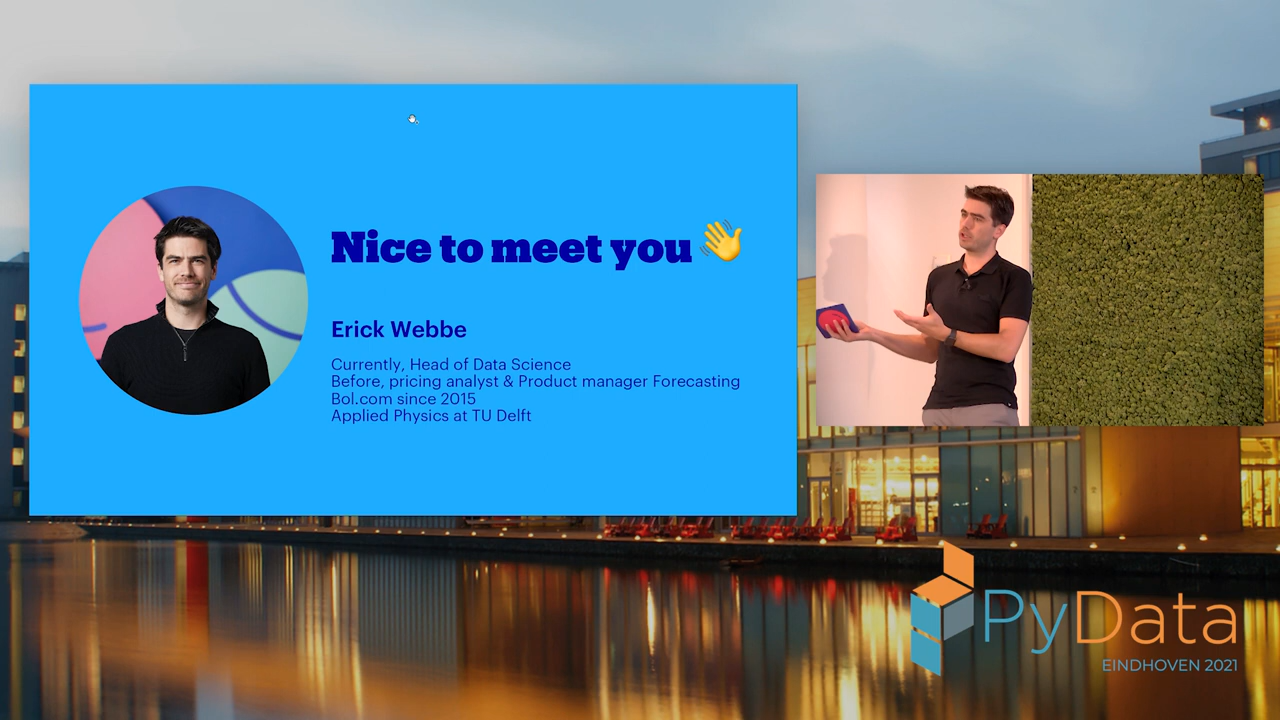 Nice to meet you 👋
Erick Webbe
Currently, Head of Data Science
Before, pricing analyst & Product manager Forecasting
Bol.com since 2015
Applied Physics at TU Delft
PyData
EINDHOVEN 2021